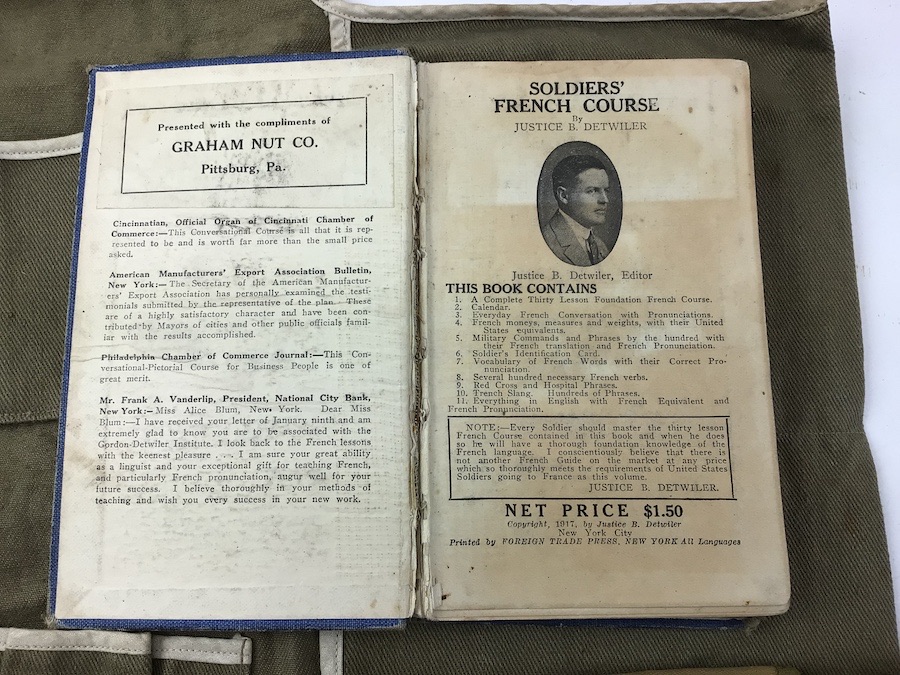 Presented with the compliments of
GRAHAM NUT CO.
Pittsburg, Pa.
Cincinnatian, Official Organ of Cincinnati Chamber of
Commerce:—This Conversational Course is all that it is rep-
resented to be and is worth far more than the small price
asked.
American Manufacturers' Export Association Bulletin,
New York:— The Secretary of the American Manufactur-
ers' Export Association has personally examined the testi-
monials submitted by the representative of the plan. These
are of a highly satisfactory character and have been con-
tributed by Mayors of cities and other public officials famil-
iar with the results accomplished.
Philadelphia Chamber of Commerce Journal:—This Con-
versational-Pictorial Course for Business People is one of
great merit.
Mr. Frank A. Vanderlip, President, National City Bank,
New York:— Miss Alice Blum, New York. Dear Miss
Blum:—I have received your letter of January ninth and am
extremely glad to know you are to be associated with the
Gordon-Detwiler Institute. I look back to the French lessons
with the keenest pleasure . . . I am sure your great ability
as a linguist and your exceptional gift for teaching French,
and particularly French pronunciation, augur well for your
future success. I believe thoroughly in your methods of
teaching and wish you every success in your new work.
SOLDIERS'
FRENCH COURSE
By
JUSTICE B. DETWILER
Justice B. Detwiler, Editor
THIS BOOK CONTAINS
1. A Complete Thirty Lesson Foundation French Course.
2. Calendar.
3. Everyday French Conversation with Pronunciations.
4. French moneys, measures and weights, with their United
States equivalents.
5. Military Commands and Phrases by the hundred with
their French translation and French Pronunciation.
6. Soldier's Identification Card.
7. Vocabulary of French Words with their Correct Pro-
nunciation.
8. Several hundred necessary French verbs.
9. Red Cross and Hospital Phrases.
10. Trench Slang. Hundreds of Phrases.
11. Everything in English with French Equivalent and
French Pronunciation.
NOTE:—Every Soldier should master the thirty lesson
French Course contained in this book and when he does
so he will have a thorough foundation knowledge of the
French language. I conscientiously believe that there is
not another French Guide on the market at any price
which so thoroughly meets the requirements of United States
Soldiers going to France as this volume.
JUSTICE B. DETWILER.
NET PRICE $1.50
Copyright, 1917, by Justice B. Detwiler
New York City
Printed by FOREIGN TRADE PRESS, NEW YORK All Languages